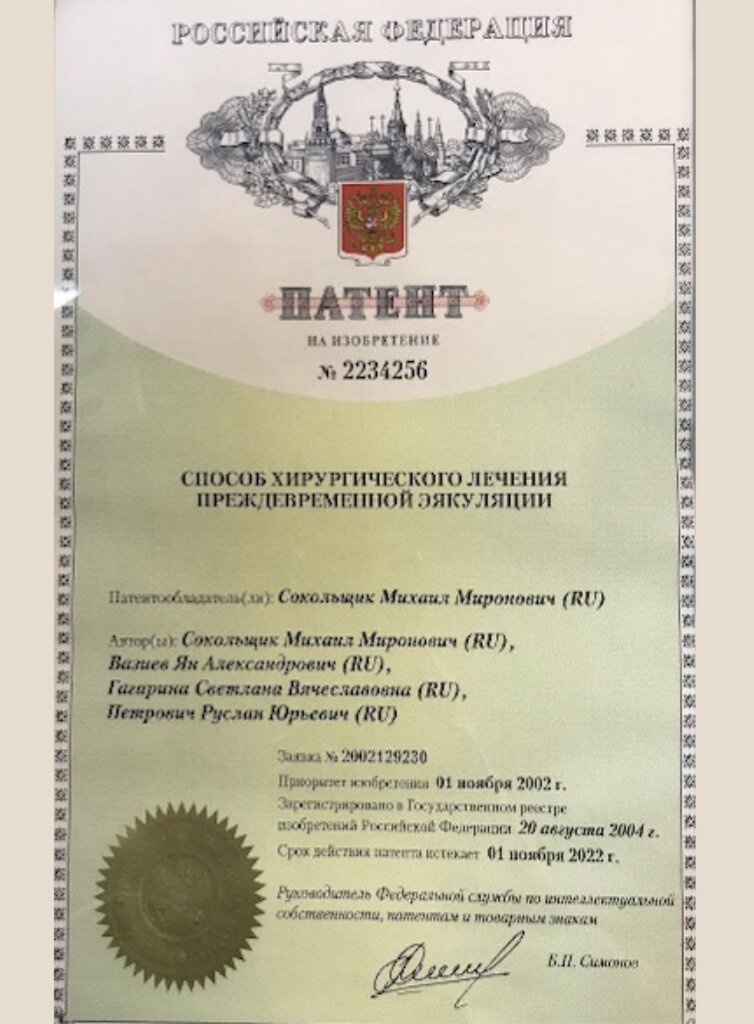 РОССИЙСКАЯ ФЕДЕРАЦИЯ
ПАТЕНТ
НА ИЗОБРЕТЕНИЕ
№ 2234256
СПОСОБ ХИРУРГИЧЕСКОГО ЛЕЧЕНИЯ
ПРЕЖДЕВРЕМЕННОЙ ЭЯКУЛЯЦИИ
Патентообладатель(ли): Сокольщик Михаил Миронович (RU)
Автор(ы): Сокольщик Михаил Миронович (RU),
Вазиев Ян Александрович (RU),
Гагарина Светлана Вячеславовна (RU),
Петрович Руслан Юрьевич (RU)
Заявка № 2002129230
Приоритет изобретения 01 ноября 2002 г.
Зарегистрировано в Государственном реестре
изобретений Российской Федерации 20 августа 2004 г.
Срок действия патента истекает 01 ноября 2022 г.
Руководитель Федеральной службы по интеллектуальной
собственности, патентам и товарным знакам
Б.П. Симонов